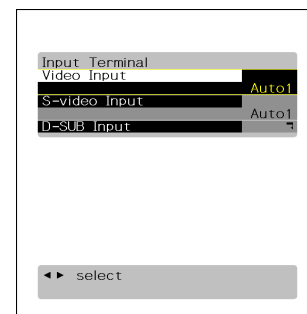 Input Terminal
Video Input
Auto1
S-video Input
Auto1
D-SUB Input
◄► select